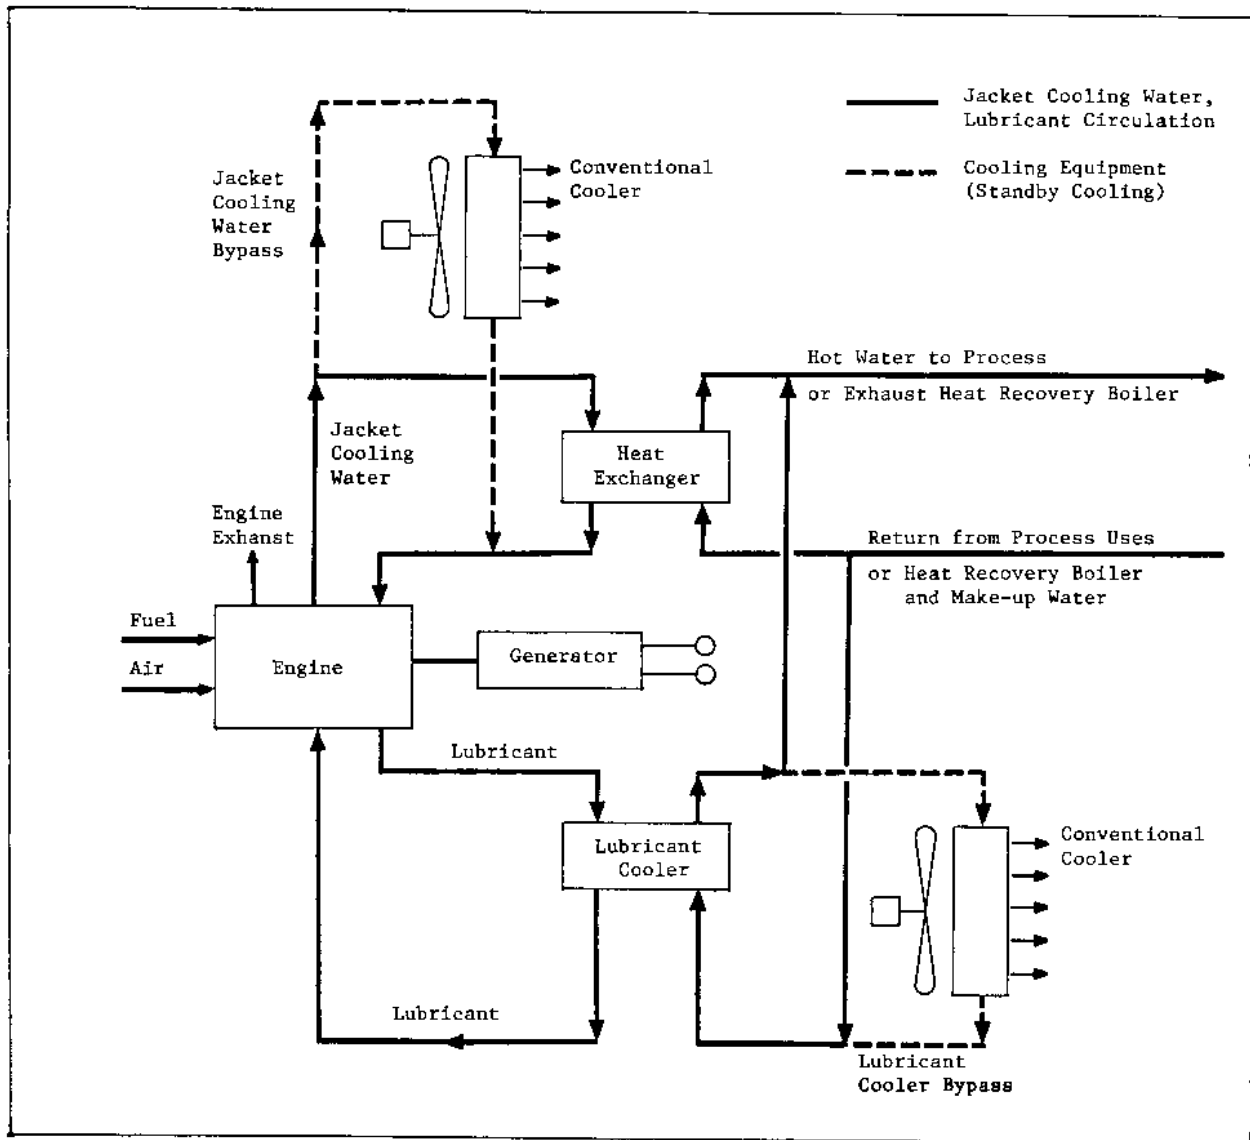 Jacket Cooling Water,
Lubricant Circulation
Cooling Equipment
(Standby Cooling)
Conventional
Cooler
Jacket
Cooling
Water
Bypass
Hot Water to Process
or Exhaust Heat Recovery Boiler
Jacket
Cooling
Water
Heat
Exchanger
Engine
Exhanst
Return from Process Uses
or Heat Recovery Boiler
and Make-up Water
Fuel
Air
Engine
Generator
Lubricant
Lubricant
Cooler
Conventional
Cooler
Lubricant
Lubricant
Cooler Bypass